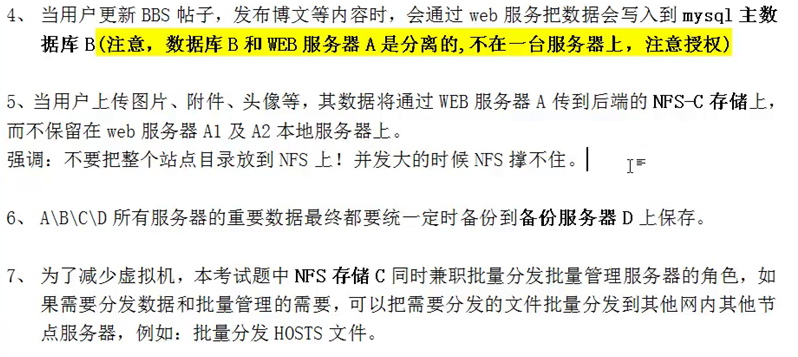 4、 当用户更新 BBS 帖子，发布博文等内容时，会通过 web 服务把数据会写入到 mysql 主数
据库 B(注意，数据库 B 和 WEB 服务器 A 是分离的,不在一台服务器上，注意授权)
5、当用户上传图片、附件、头像等，其数据将通过 WEB 服务器 A 传到后端的 NFS-C 存储上，
而不保留在 web 服务器 A1 及 A2 本地服务器上。
强调：不要把整个站点目录放到 NFS 上！并发大的时候 NFS 撑不住。
6、 A\B\C\D 所有服务器的重要数据最终都要统一定时备份到备份服务器 D 上保存。
7、 为了减少虚拟机，本考试题中 NFS 存储 C 同时兼职批量分发批量管理服务器的角色，如
果需要分发数据和批量管理的需要，可以把需要分发的文件批量分发到其他网内其他节
点服务器，例如：批量分发 HOSTS 文件。